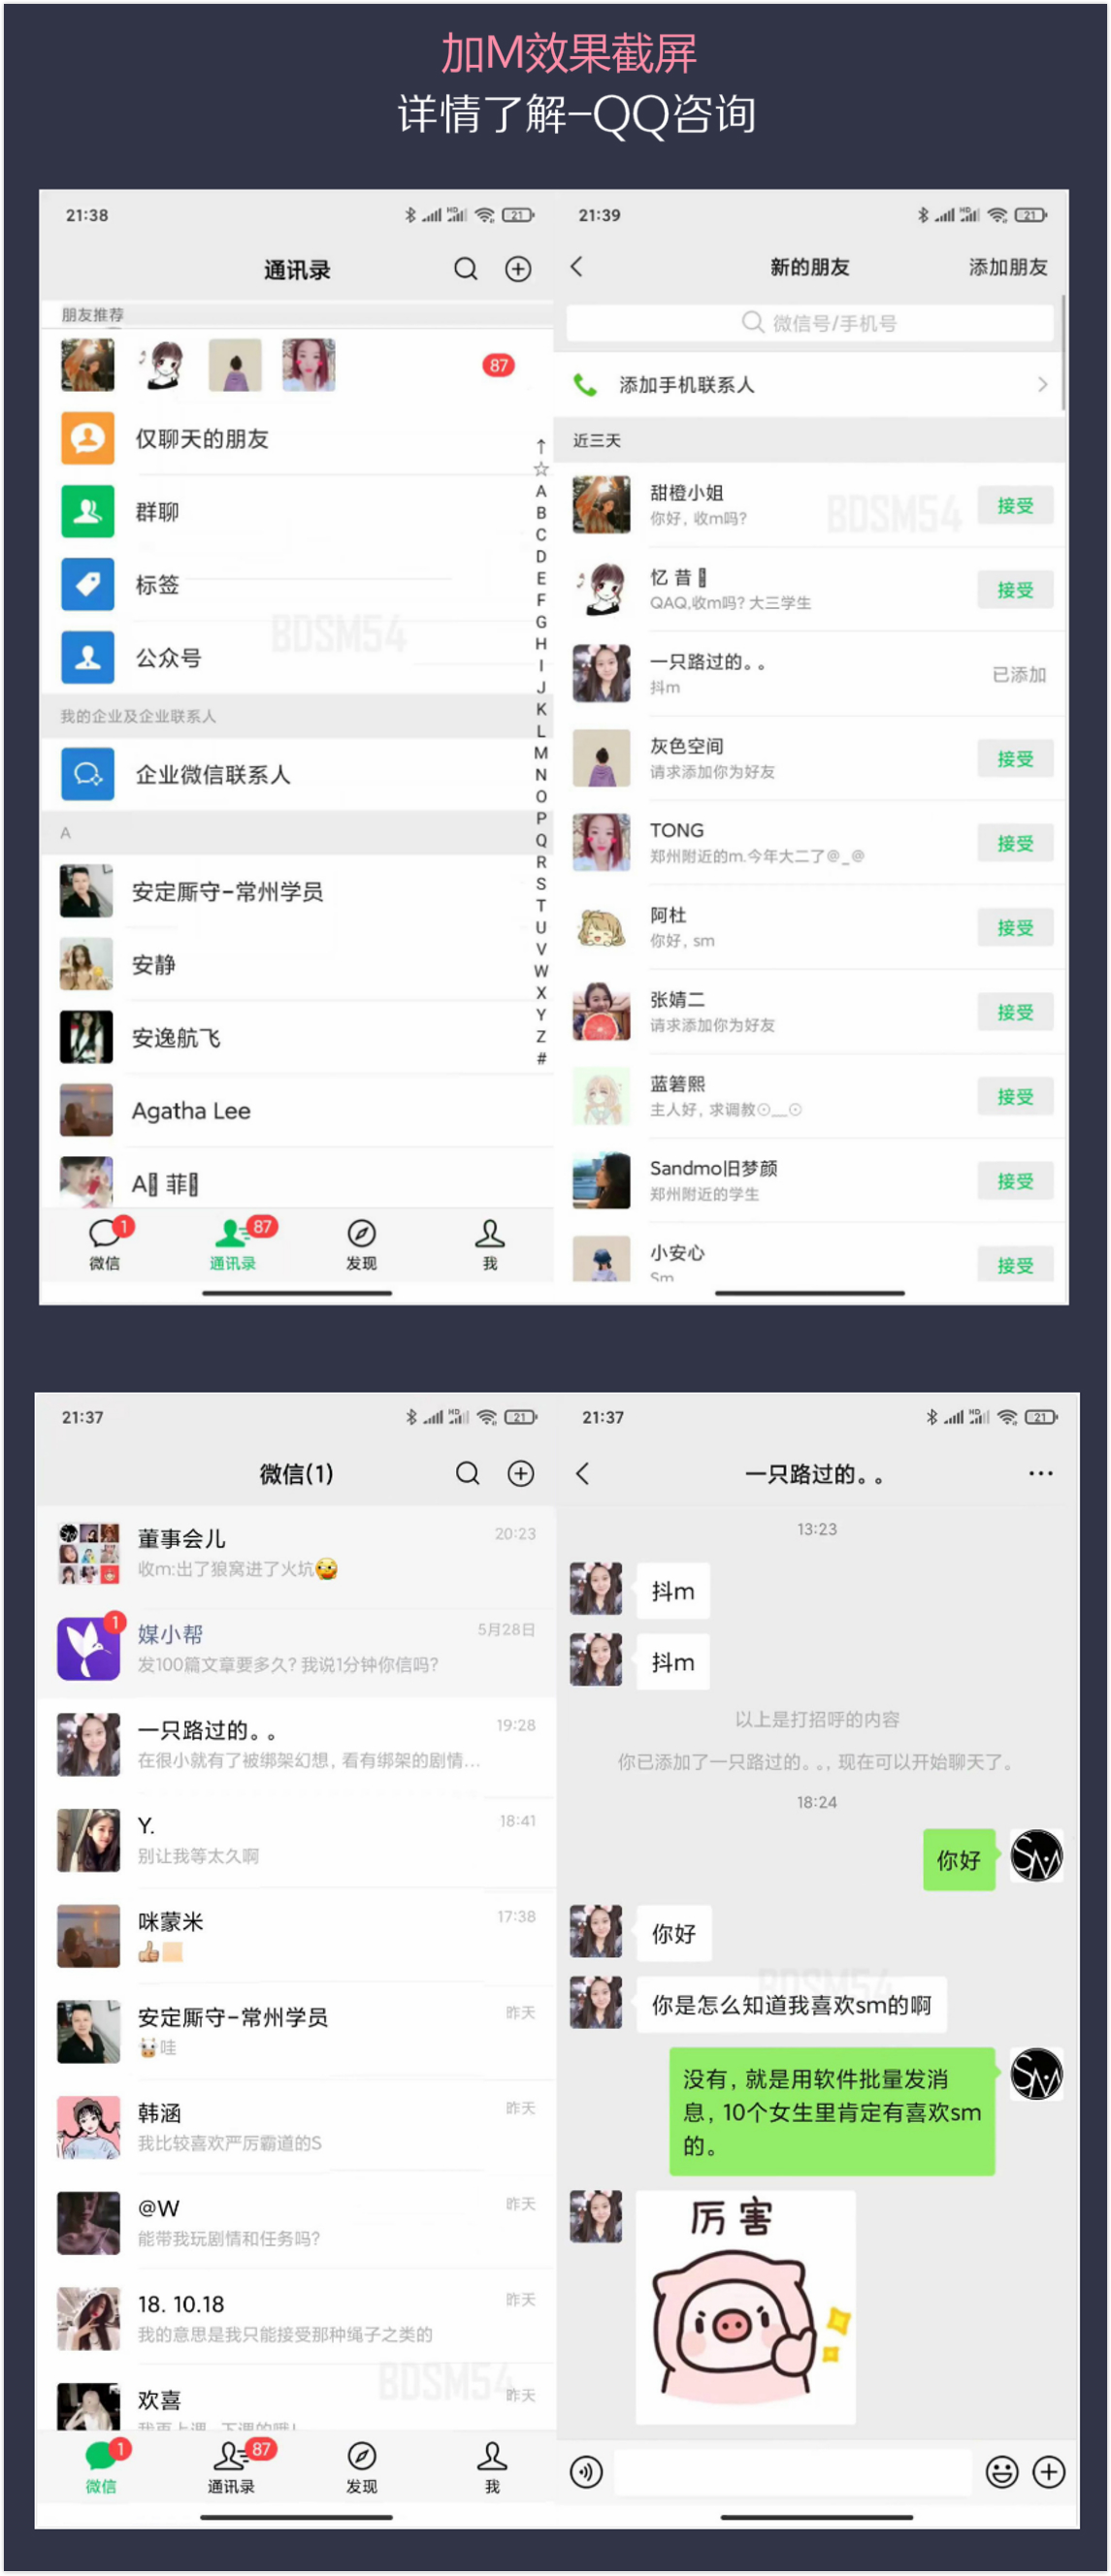 加M效果截屏
详情了解-QQ咨询
21:38
HD
21
通讯录
朋友推荐
87
仅聊天的朋友
群聊
标签
公众号
我的企业及企业联系人
企业微信联系人
A
安定厮守-常州学员
安静
安逸航飞
Agatha Lee
A 菲
↑
☆
A
B
C
D
E
F
G
H
I
J
K
L
M
N
O
P
Q
R
S
T
U
V
W
X
Y
Z
#
BDSM54
1
87
微信
通讯录
发现
我
21:39
HD
21
新的朋友
添加朋友
微信号/手机号
添加手机联系人
近三天
甜橙小姐
你好，收m吗?
接受
BDSM54
忆 昔
QAQ,收m吗? 大三学生
接受
一只路过的。。
抖m
已添加
灰色空间
请求添加你为好友
接受
TONG
郑州附近的m.今年大二了@_@
接受
阿杜
你好, sm
接受
张婧二
请求添加你为好友
接受
蓝箬熙
主人好，求调教⊙__⊙
接受
Sandmo旧梦颜
郑州附近的学生
接受
小安心
Sm
接受
21:37
HD
21
微信(1)
董事会儿
20:23
收m:出了狼窝进了火坑
1
媒小帮
5月28日
发100篇文章要多久? 我说1分钟你信吗?
一只路过的。。
19:28
在很小就有了被绑架幻想，看有绑架的剧情...
Y.
18:41
别让我等太久啊
咪蒙米
17:38
安定厮守-常州学员
昨天
哇
韩涵
昨天
我比较喜欢严厉霸道的S
@W
昨天
能带我玩剧情和任务吗?
18. 10.18
昨天
我的意思是我只能接受那种绳子之类的
BDSM54
欢喜
昨天
1
87
微信
通讯录
发现
我
21:37
HD
21
一只路过的。。
13:23
抖m
抖m
以上是打招呼的内容
你已添加了一只路过的。。, 现在可以开始聊天了。
18:24
你好
SM
你好
BDSM54
你是怎么知道我喜欢sm的啊
没有，就是用软件批量发消
息，10个女生里肯定有喜欢sm
的。
SM
厉害